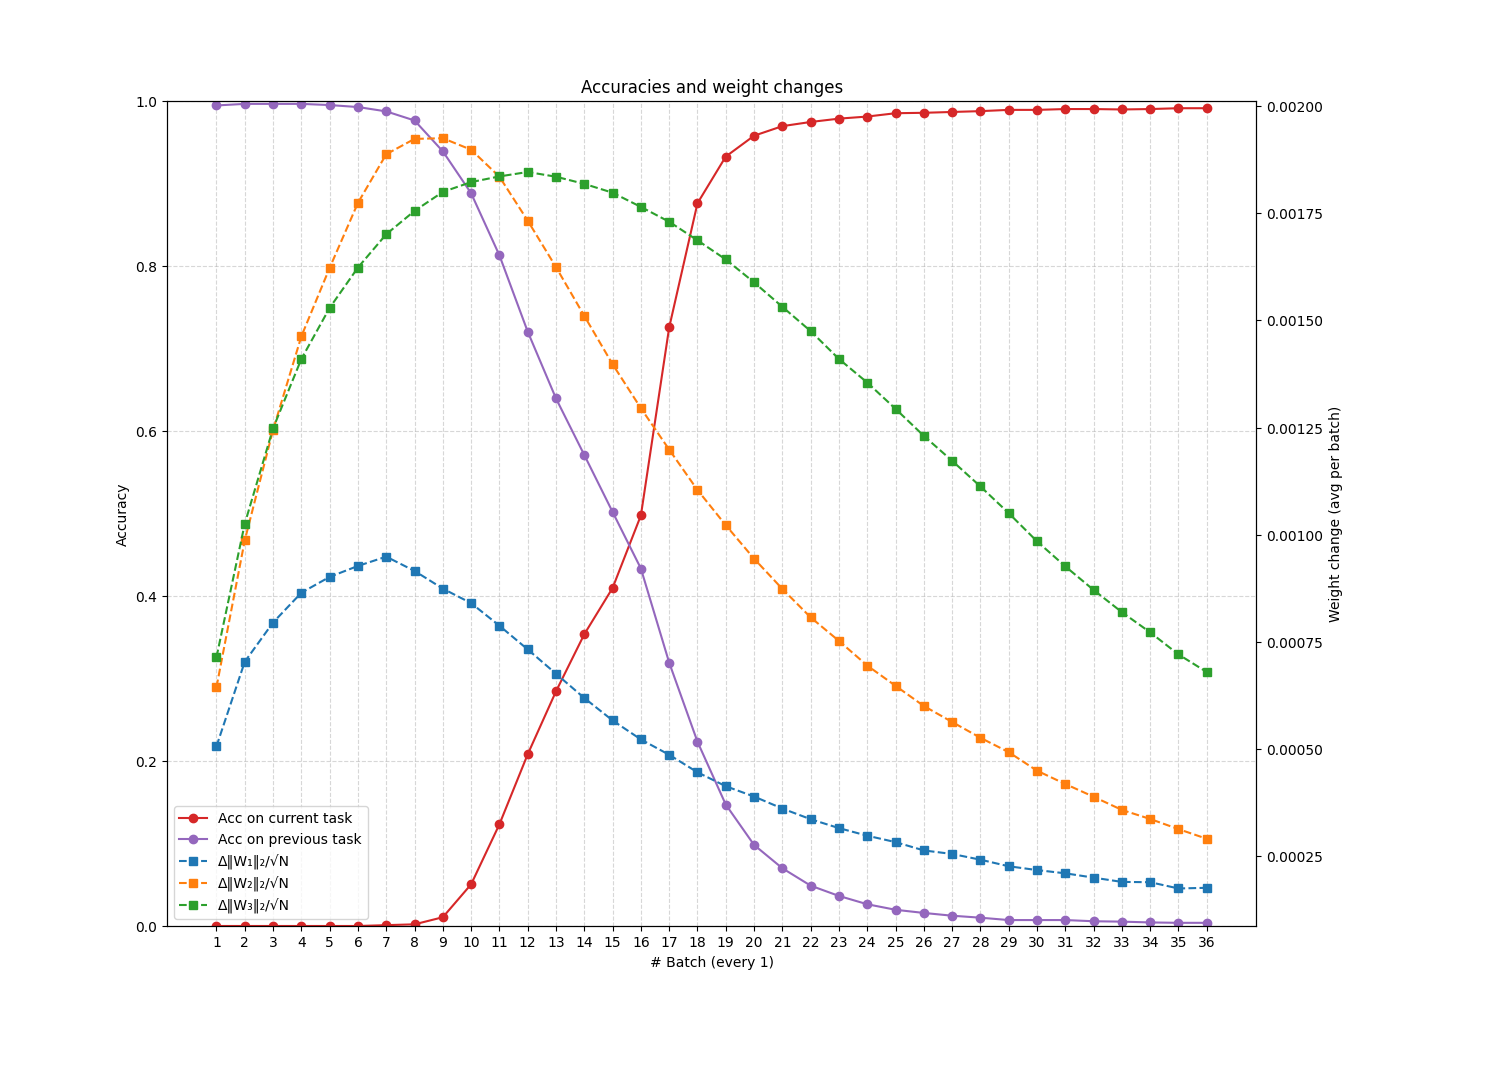 Accuracies and weight changes
1.0
0.8
0.6
0.4
0.2
0.0
Accuracy
0.00200
0.00175
0.00150
0.00125
0.00100
0.00075
0.00050
0.00025
Weight change (avg per batch)
Acc on current task
Acc on previous task
Δ‖W₁‖₂/√N
Δ‖W₂‖₂/√N
Δ‖W₃‖₂/√N
1 2 3 4 5 6 7 8 9 10 11 12 13 14 15 16 17 18 19 20 21 22 23 24 25 26 27 28 29 30 31 32 33 34 35 36
# Batch (every 1)